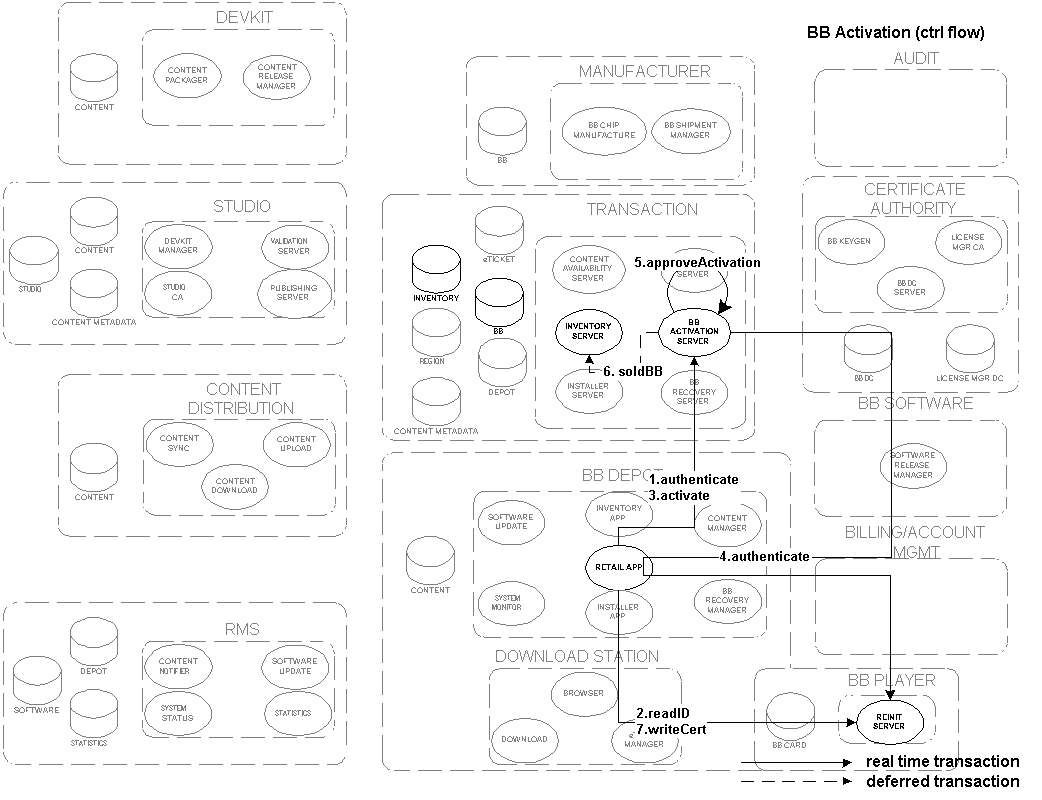 DEVKIT
CONTENT
PACKAGER
CONTENT
RELEASE
MANAGER
CONTENT
BB Activation (ctrl flow)
AUDIT
MANUFACTURER
BB CHIP
MANUFACTURE
BB SHIPMENT
MANAGER
BB
STUDIO
CONTENT
STUDIO
CONTENT METADATA
DEVKIT
MANAGER
VALIDATION
SERVER
STUDIO
CA
PUBLISHING
SERVER
TRANSACTION
eTICKET
INVENTORY
BB
REGION
DEPOT
CONTENT METADATA
CONTENT
AVAILABILITY
SERVER
5.approveActivation
SERVER
INVENTORY
SERVER
BB
ACTIVATION
SERVER
6. soldBB
INSTALLER
SERVER
BB
RECOVERY
SERVER
CERTIFICATE
AUTHORITY
BB KEYGEN
LICENSE
MGR CA
BB DC
SERVER
BB DC
LICENSE MGR DC
CONTENT
DISTRIBUTION
CONTENT
SYNC
CONTENT
UPLOAD
CONTENT
DOWNLOAD
CONTENT
BB SOFTWARE
SOFTWARE
RELEASE
MANAGER
BB DEPOT
1.authenticate
3.activate
SOFTWARE
UPDATE
INVENTORY
APP
CONTENT
MANAGER
CONTENT
RETAIL APP
4.authenticate
SYSTEM
MONITOR
INSTALLER
APP
BB
RECOVERY
MANAGER
BILLING/ACCOUNT
MGMT
RMS
DEPOT
SOFTWARE
STATISTICS
CONTENT
NOTIFIER
SOFTWARE
UPDATE
SYSTEM
STATUS
STATISTICS
DOWNLOAD STATION
BROWSER
2.readID
7.writeCert
DOWNLOAD
MANAGER
BB PLAYER
BB CARD
REINIT
SERVER
real time transaction
deferred transaction